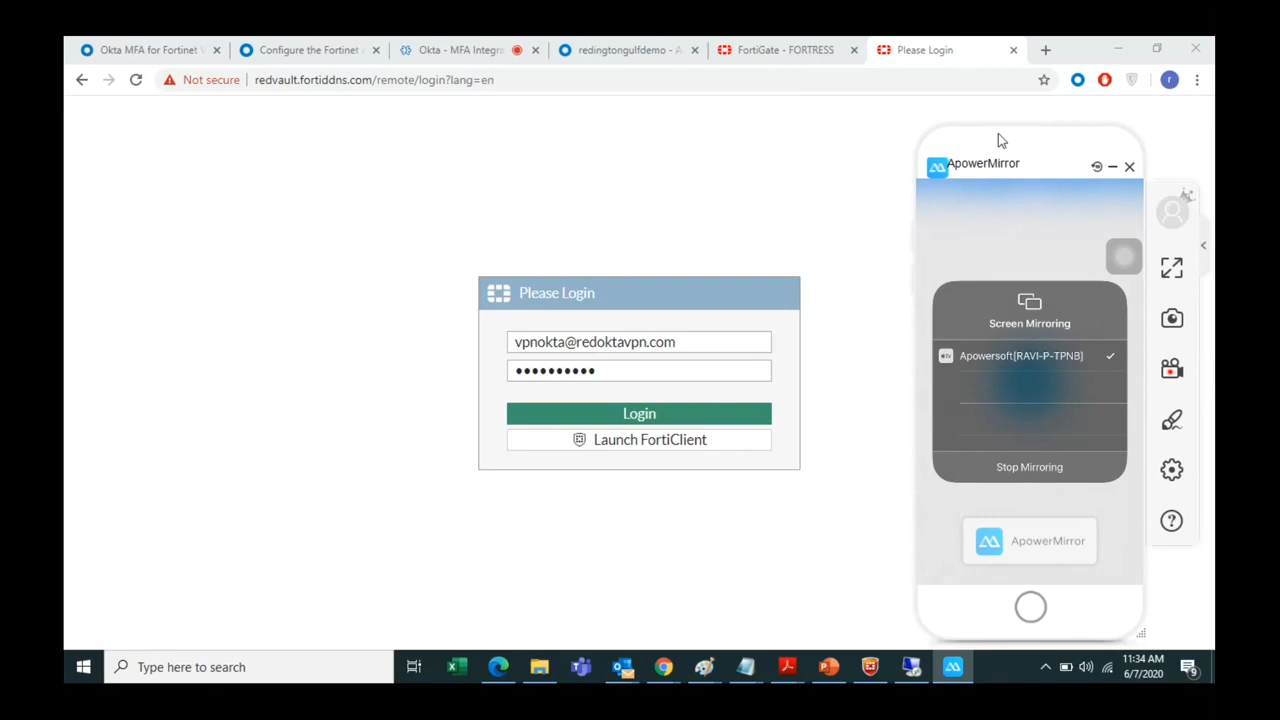 Okta MFA for Fortinet
Configure the Fortinet
Okta - MFA Integra
redingtongulfdemo - A
FortiGate - FORTRESS
Please Login
Not secure
redvault.fortiddns.com/remote/login?lang=en
r
ApowerMirror
Please Login
vpnokta@redoktavpn.com
••••••••••
Login
Launch FortiClient
Screen Mirroring
tv
Apowersoft[RAVI-P-TPNB]
Stop Mirroring
ApowerMirror
Type here to search
11:34 AM
6/7/2020
9